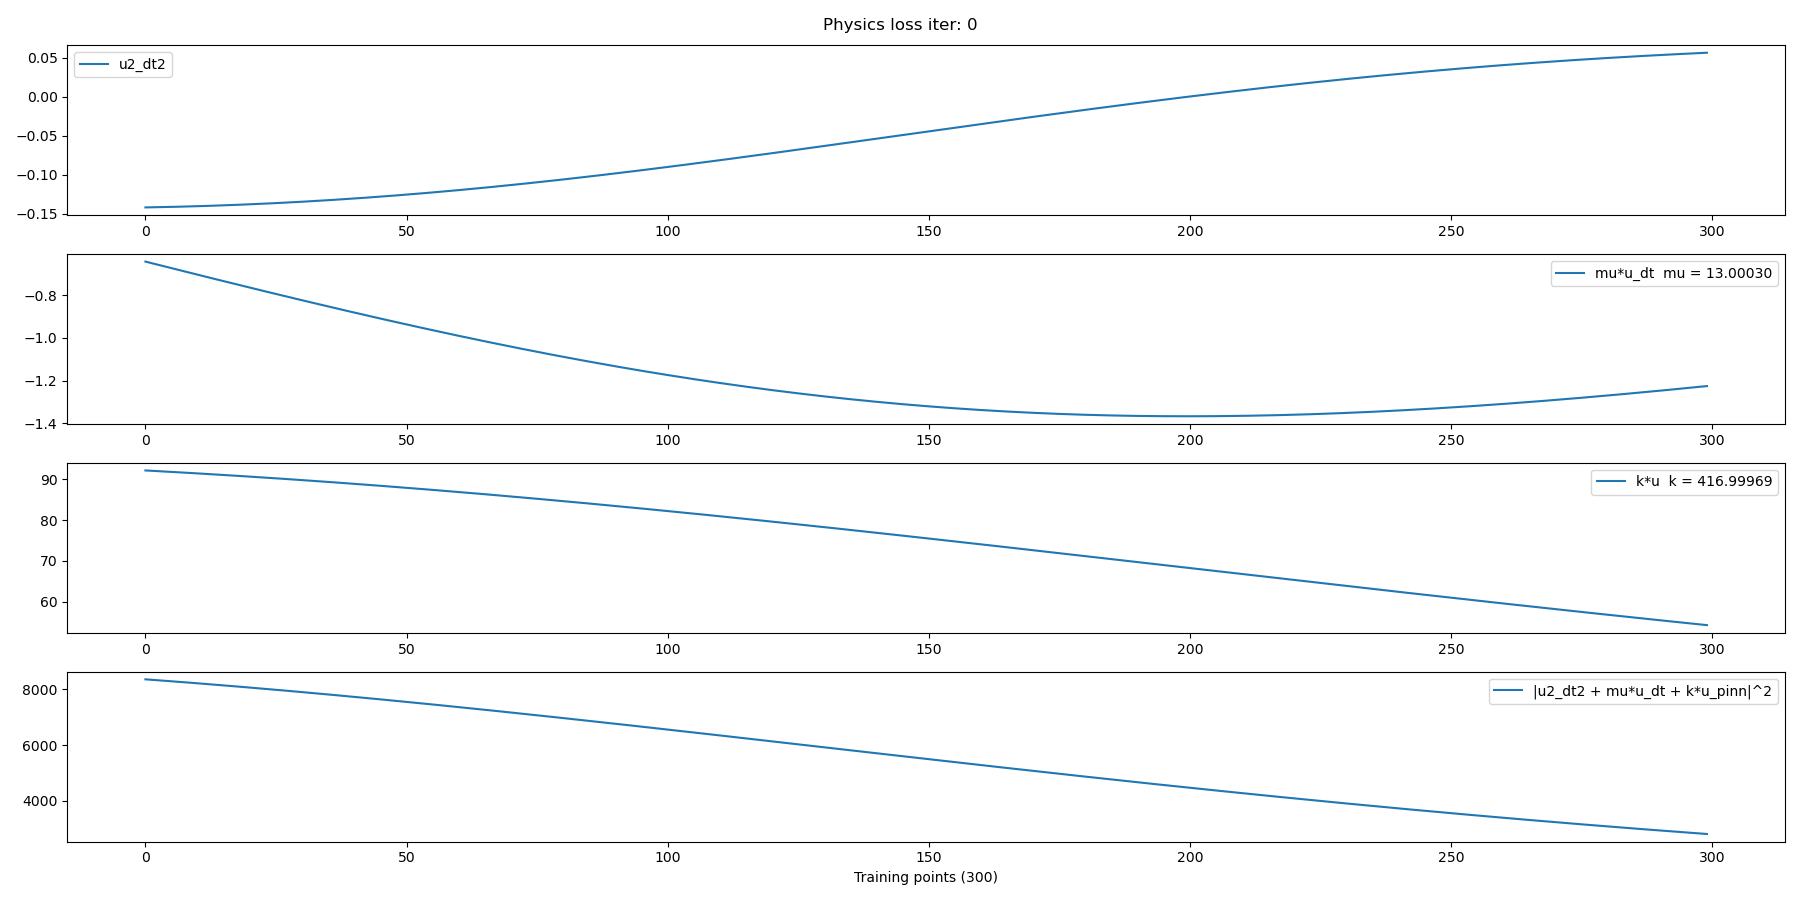 Physics loss iter: 0
0.05
0.00
−0.05
−0.10
−0.15
u2_dt2
0 50 100 150 200 250 300
−0.8
−1.0
−1.2
−1.4
mu*u_dt  mu = 13.00030
0 50 100 150 200 250 300
90
80
70
60
k*u  k = 416.99969
0 50 100 150 200 250 300
8000
6000
4000
|u2_dt2 + mu*u_dt + k*u_pinn|^2
0 50 100 150 200 250 300
Training points (300)